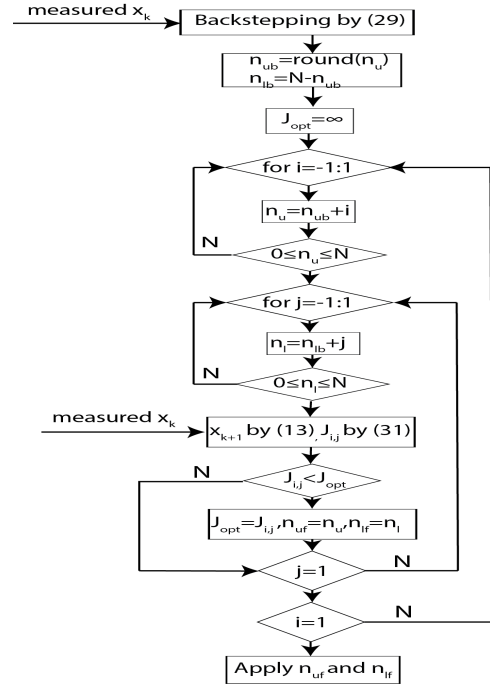 measured xₖ
Backstepping by (29)
n_ub=round(n_u)
n_lb=N-n_ub
J_opt=∞
for i=-1:1
n_u=n_ub+i
N
0≤n_u≤N
for j=-1:1
n_l=n_lb+j
N
0≤n_l≤N
measured xₖ
x_k+1 by (13), J_i,j by (31)
N
J_i,j<J_opt
J_opt=J_i,j,n_uf=n_u,n_lf=n_l
j=1
N
i=1
N
Apply n_uf and n_lf